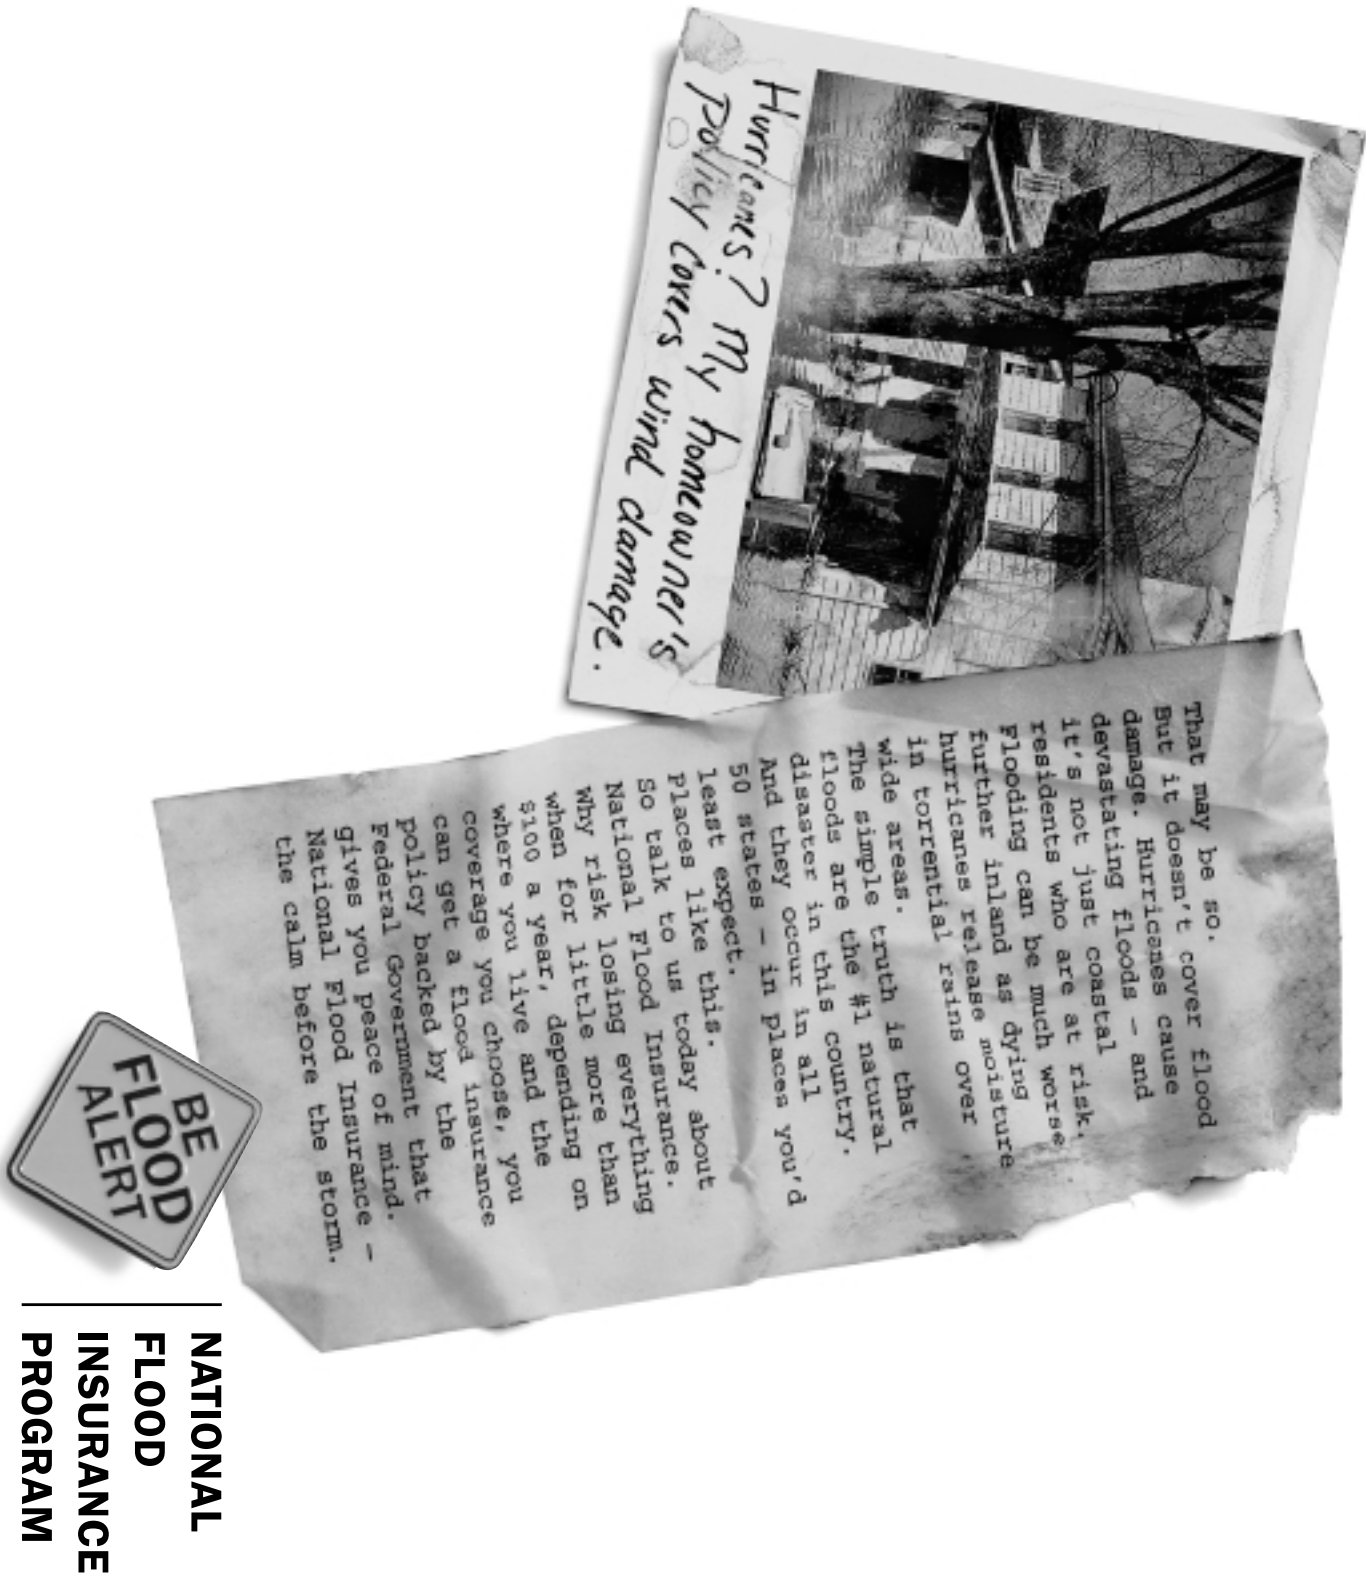 Hurricanes? My homeowner's
policy covers wind damage.
That may be so.
But it doesn't cover flood
damage. Hurricanes cause
devastating floods — and
it's not just coastal
residents who are at risk.
Flooding can be much worse
further inland as dying
hurricanes release moisture
in torrential rains over
wide areas.
The simple truth is that
floods are the #1 natural
disaster in this country.
And they occur in all
50 states — in places you'd
least expect.
Places like this.
So talk to us today about
National Flood Insurance.
Why risk losing everything
when for little more than
$100 a year, depending on
where you live and the
coverage you choose, you
can get a flood insurance
policy backed by the
Federal Government that
gives you peace of mind.
National Flood Insurance —
the calm before the storm.
BE
FLOOD
ALERT
NATIONAL
FLOOD
INSURANCE
PROGRAM